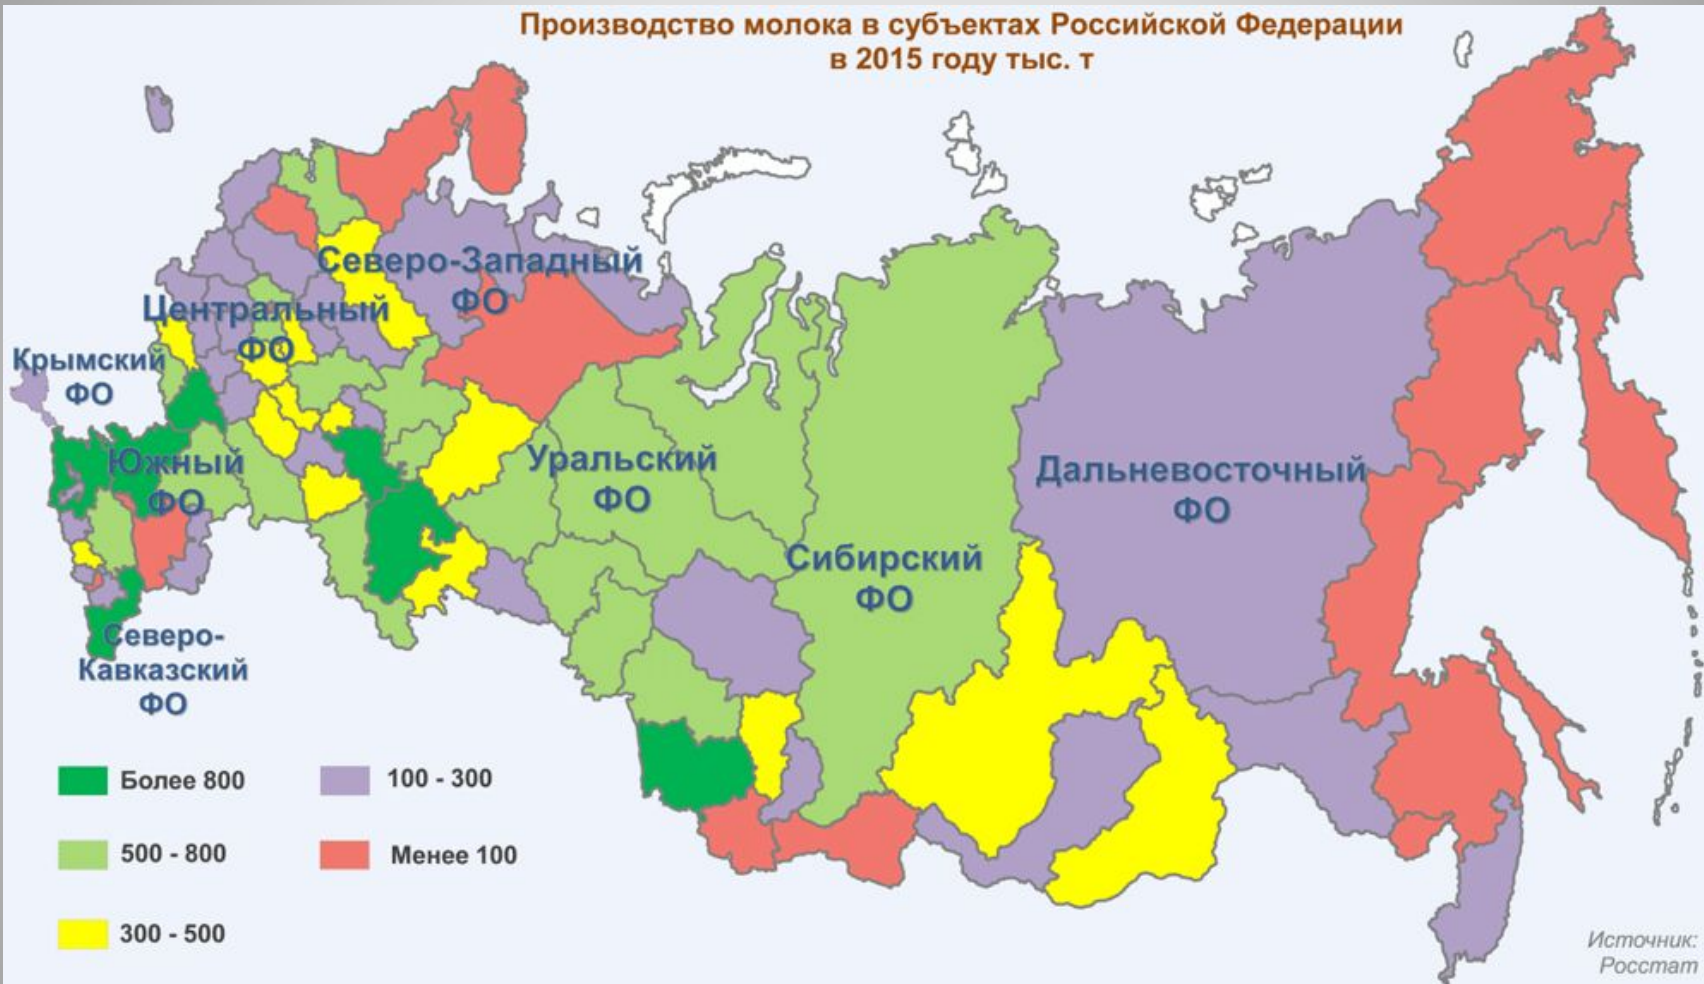 Производство молока в субъектах Российской Федерации
в 2015 году тыс. т
Северо-Западный
ФО
Центральный
ФО
Крымский
ФО
Южный
ФО
Уральский
ФО
Дальневосточный
ФО
Сибирский
ФО
Северо-
Кавказский
ФО
Более 800
100 - 300
500 - 800
Менее 100
300 - 500
Источник:
Росстат